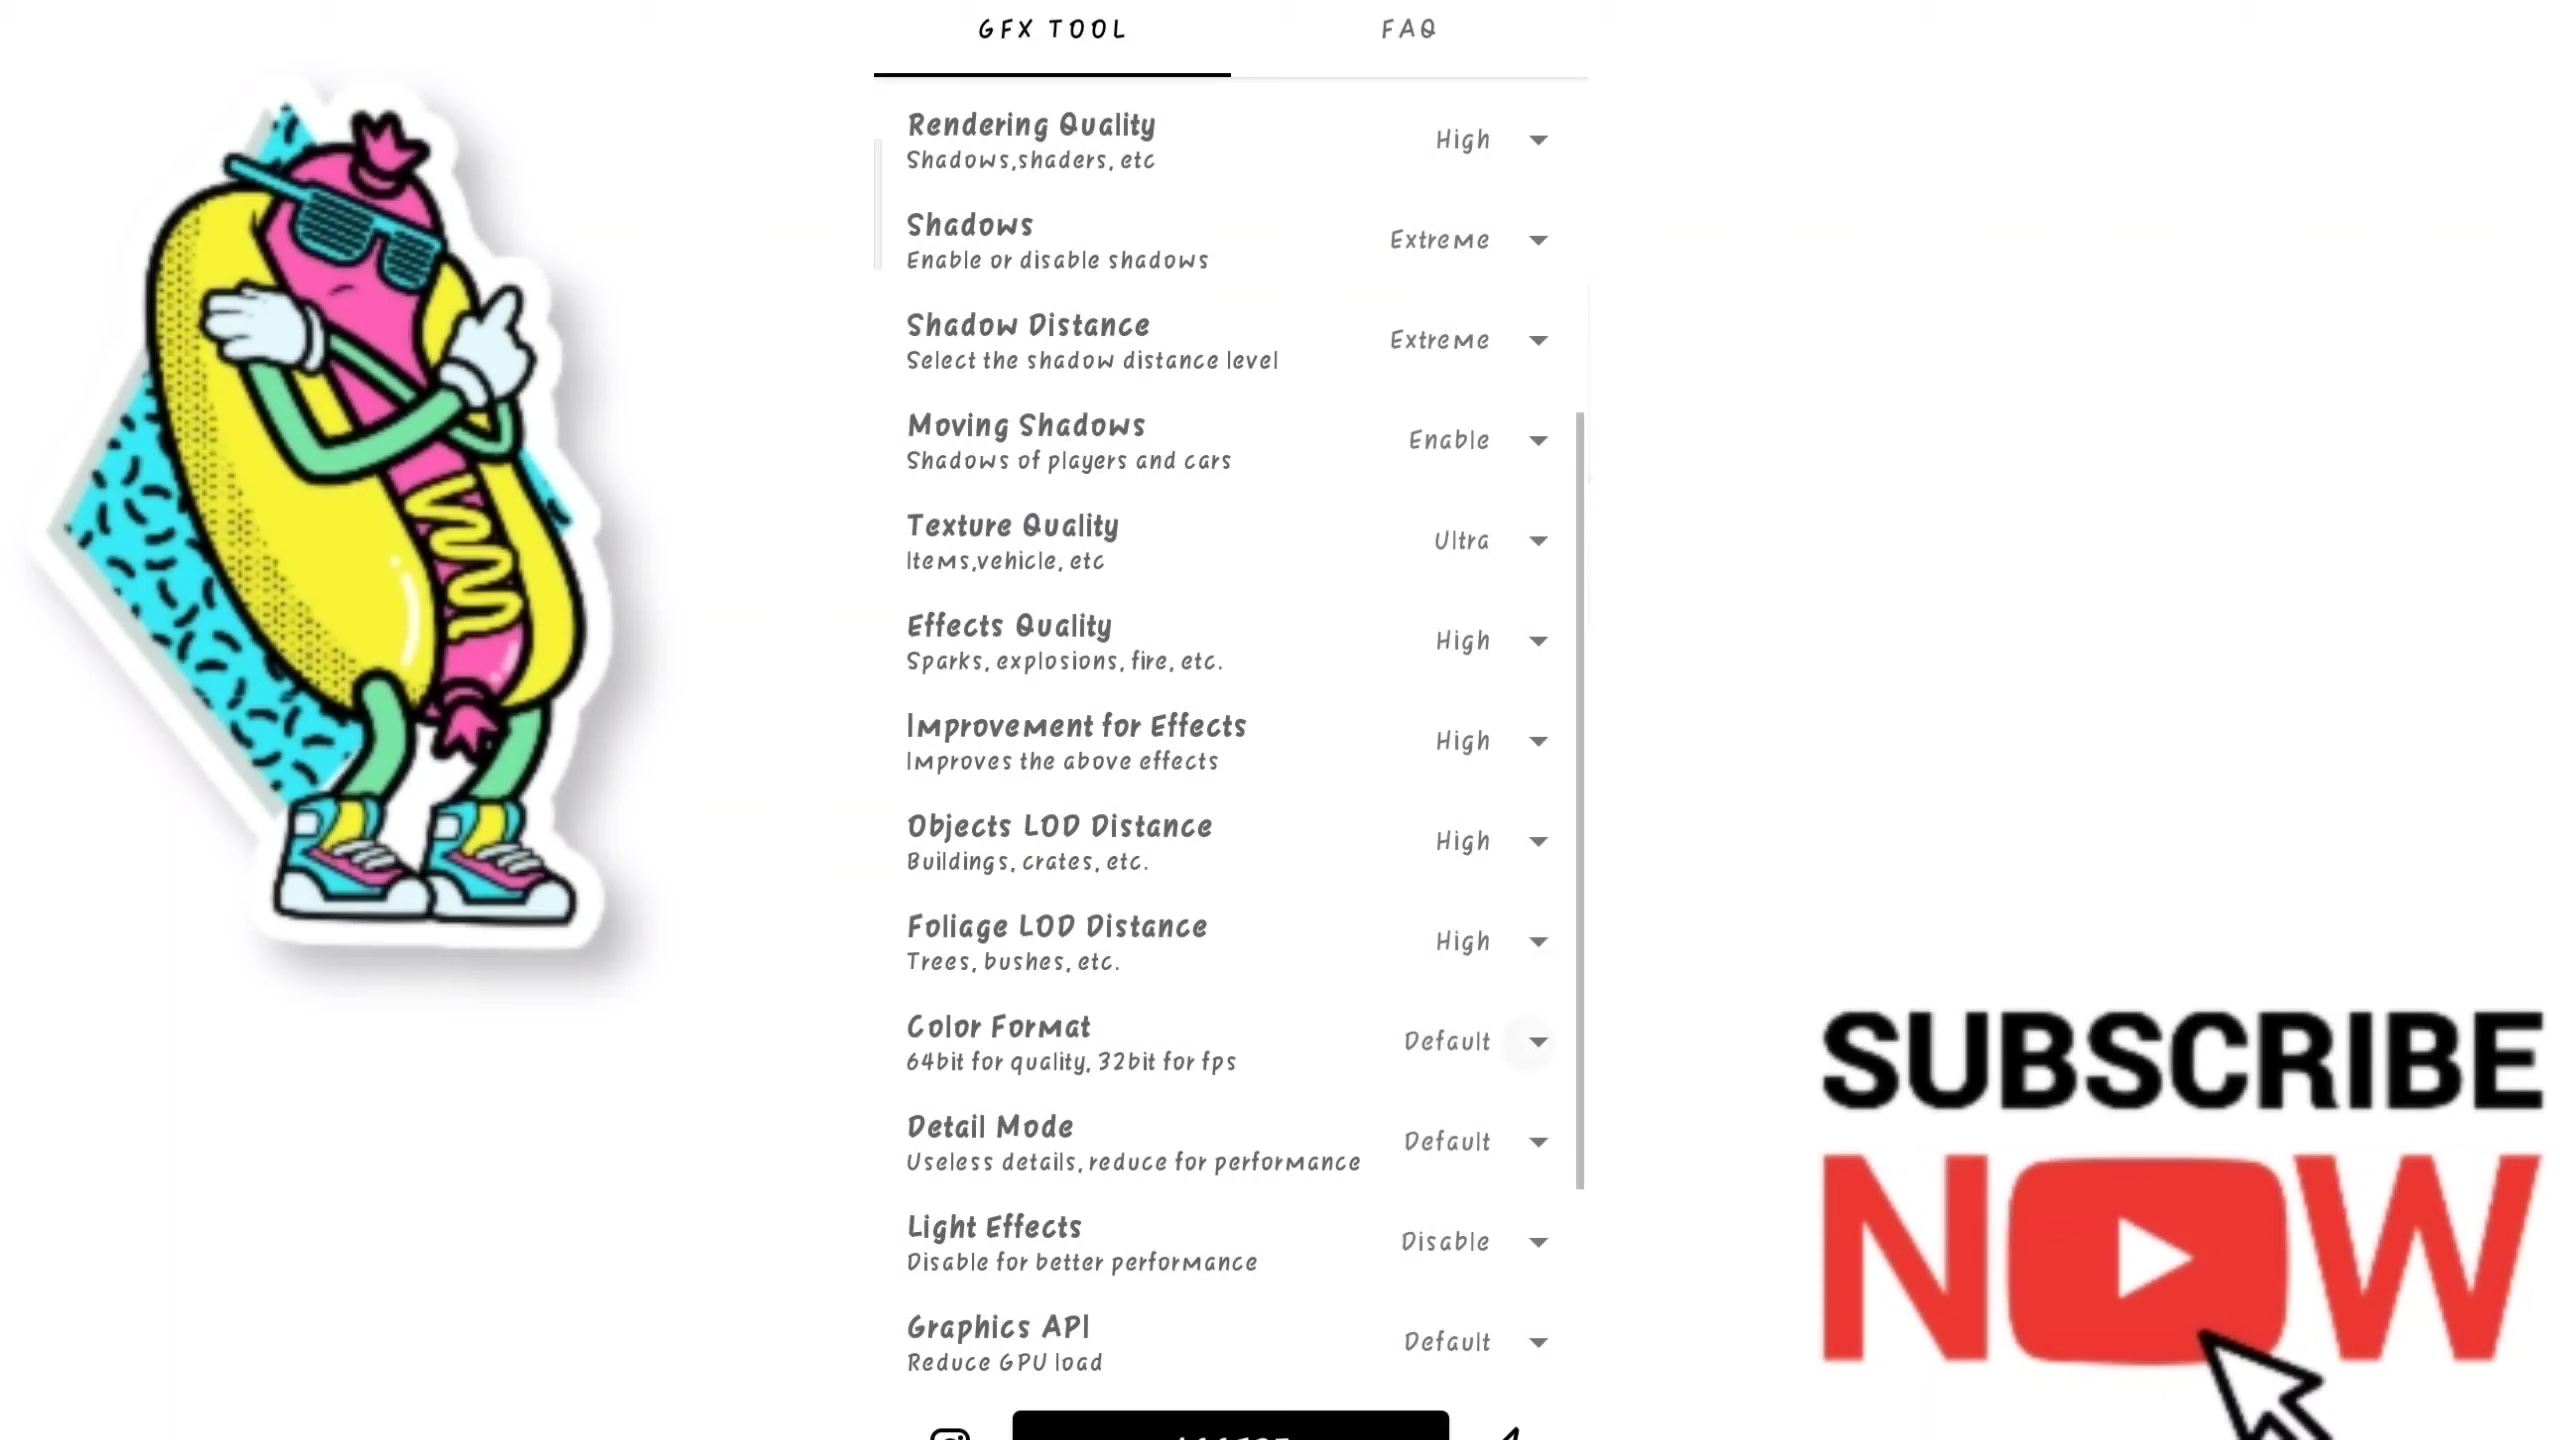 GFX TOOL
FAQ
Rendering Quality
Shadows,shaders, etc
High
Shadows
Enable or disable shadows
Extreme
Shadow Distance
Select the shadow distance level
Extreme
Moving Shadows
Shadows of players and cars
Enable
Texture Quality
Items,vehicle, etc
Ultra
Effects Quality
Sparks, explosions, fire, etc.
High
Improvement for Effects
Improves the above effects
High
Objects LOD Distance
Buildings, crates, etc.
High
Foliage LOD Distance
Trees, bushes, etc.
High
Color Format
64bit for quality, 32bit for fps
Default
Detail Mode
Useless details, reduce for performance
Default
Light Effects
Disable for better performance
Disable
Graphics API
Reduce GPU load
Default
SUBSCRIBE
NOW